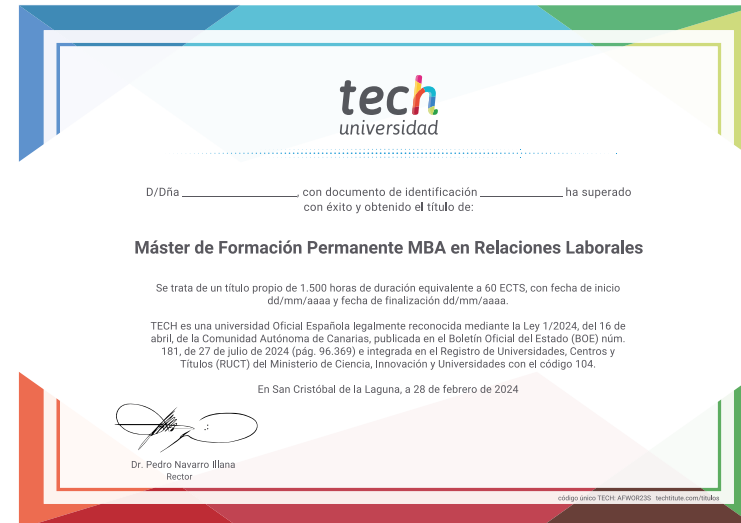 tech
universidad
D/Dña ________________, con documento de identificación ____________ ha superado
con éxito y obtenido el título de:
Máster de Formación Permanente MBA en Relaciones Laborales
Se trata de un título propio de 1.500 horas de duración equivalente a 60 ECTS, con fecha de inicio
dd/mm/aaaa y fecha de finalización dd/mm/aaaa.
TECH es una universidad Oficial Española legalmente reconocida mediante la Ley 1/2024, del 16 de
abril, de la Comunidad Autónoma de Canarias, publicada en el Boletín Oficial del Estado (BOE) núm.
181, de 27 de julio de 2024 (pág. 96.369) e integrada en el Registro de Universidades, Centros y
Títulos (RUCT) del Ministerio de Ciencia, Innovación y Universidades con el código 104.
En San Cristóbal de la Laguna, a 28 de febrero de 2024
Dr. Pedro Navarro Illana
Rector
código único TECH: AFWOR23S techtitute.com/titulos